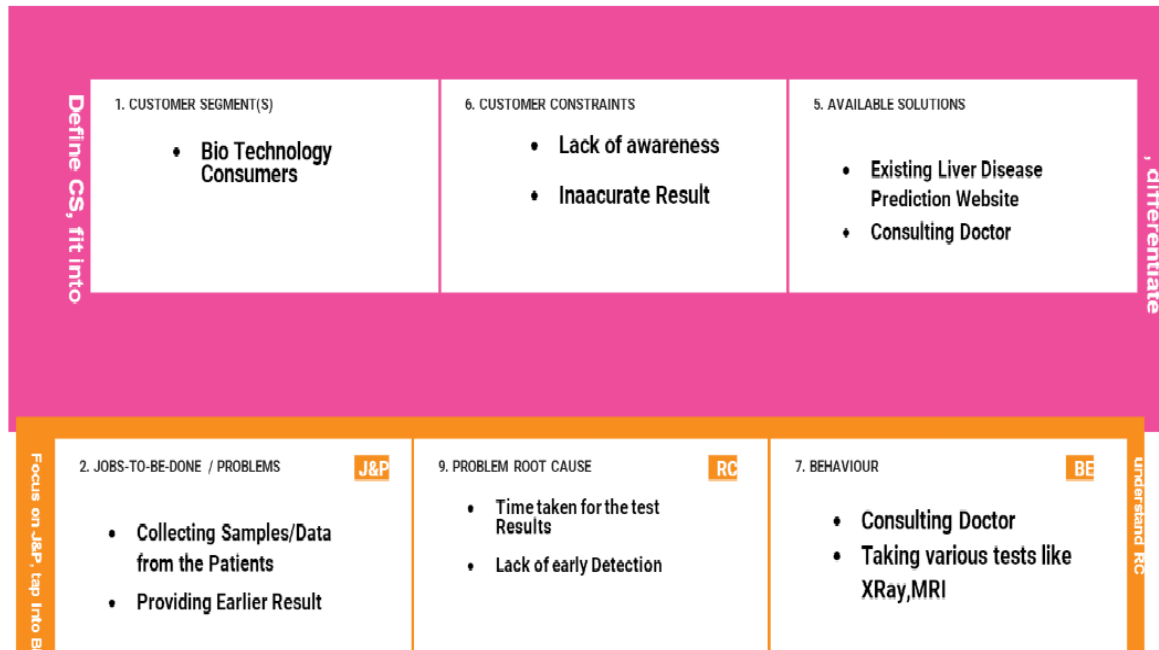 Define CS, fit into
1. CUSTOMER SEGMENT(S)
• Bio Technology
Consumers
6. CUSTOMER CONSTRAINTS
• Lack of awareness
• Inaacurate Result
5. AVAILABLE SOLUTIONS
• Existing Liver Disease
Prediction Website
• Consulting Doctor
, differentiate
Focus on J&P, tap into B
2. JOBS-TO-BE-DONE / PROBLEMS
J&P
• Collecting Samples/Data
from the Patients
• Providing Earlier Result
9. PROBLEM ROOT CAUSE
RC
• Time taken for the test
Results
• Lack of early Detection
7. BEHAVIOUR
BE
• Consulting Doctor
• Taking various tests like
XRay,MRI
understand RC